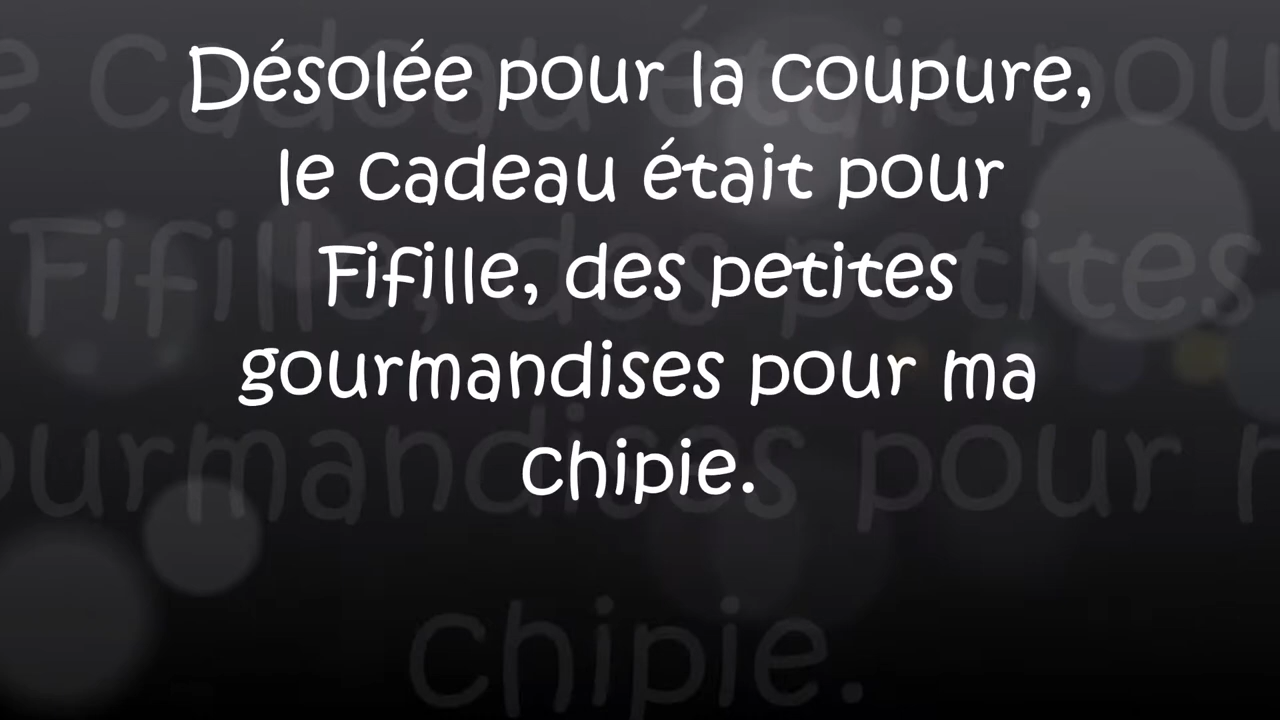 Désolée pour la coupure,
le cadeau était pour
Fifille, des petites
gourmandises pour ma
chipie.